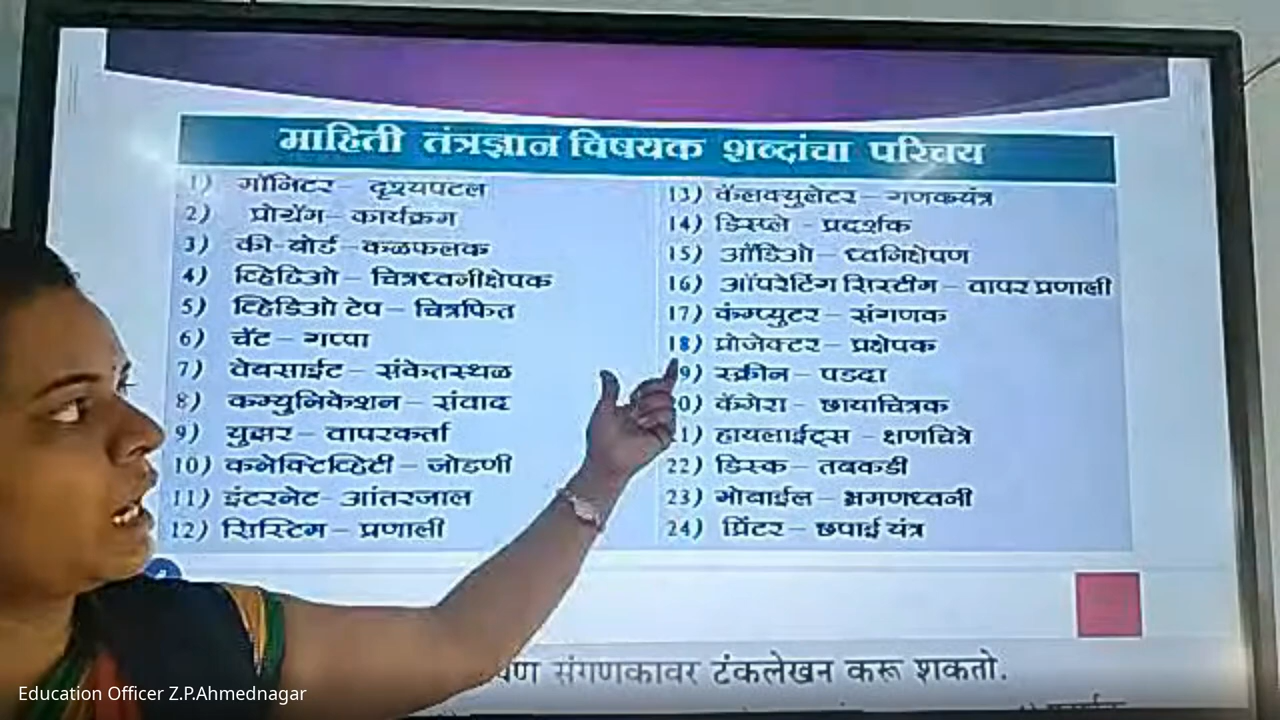 माहिती तंत्रज्ञान विषयक शब्दांचा परिचय
1) मॉनिटर – दृश्यपटल
2) प्रोग्रॅम – कार्यक्रम
3) की-बोर्ड – कळफलक
4) व्हिडिओ – चित्रध्वनीक्षेपक
5) व्हिडिओ टेप – चित्रफित
6) चॅट – गप्पा
7) वेबसाईट – संकेतस्थळ
8) कम्युनिकेशन – संवाद
9) युझर – वापरकर्ता
10) कनेक्टिव्हिटी – जोडणी
11) इंटरनेट – आंतरजाल
12) सिस्टिम – प्रणाली
13) कॅलक्युलेटर – गणकयंत्र
14) डिस्प्ले – प्रदर्शक
15) ऑडिओ – ध्वनिक्षेपण
16) ऑपरेटिंग सिस्टीम – वापर प्रणाली
17) कंम्प्युटर – संगणक
18) प्रोजेक्टर – प्रक्षेपक
9) स्क्रीन – पडदा
0) कॅमेरा – छायाचित्रक
1) हायलाईट्स – क्षणचित्रे
22) डिस्क – तबकडी
23) मोबाईल – भ्रमणध्वनी
24) प्रिंटर – छपाई यंत्र
संगणकावर टंकलेखन करू शकतो.
Education Officer Z.P.Ahmednagar